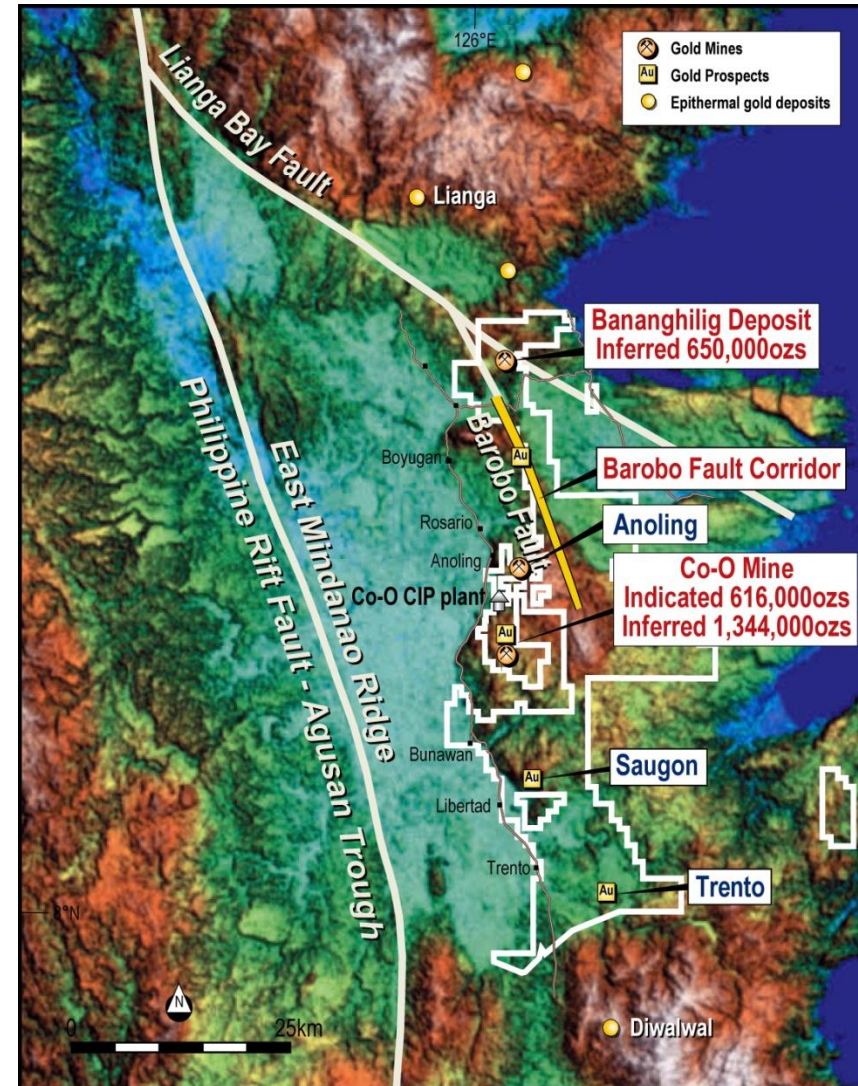 126°E
Gold Mines
Au Gold Prospects
Epithermal gold deposits
Lianga Bay Fault
Lianga
Bananghilig Deposit
Inferred 650,000ozs
Philippine Rift Fault - Agusan Trough
East Mindanao Ridge
Barobo Fault
Boyugan
Au
Barobo Fault Corridor
Rosario
Anoling
Anoling
Co-O CIP plant
Co-O Mine
Indicated 616,000ozs
Inferred 1,344,000ozs
Au
Bunawan
Au
Saugon
Libertad
Trento
Au
Trento
8°N
N
0 25km
Diwalwal